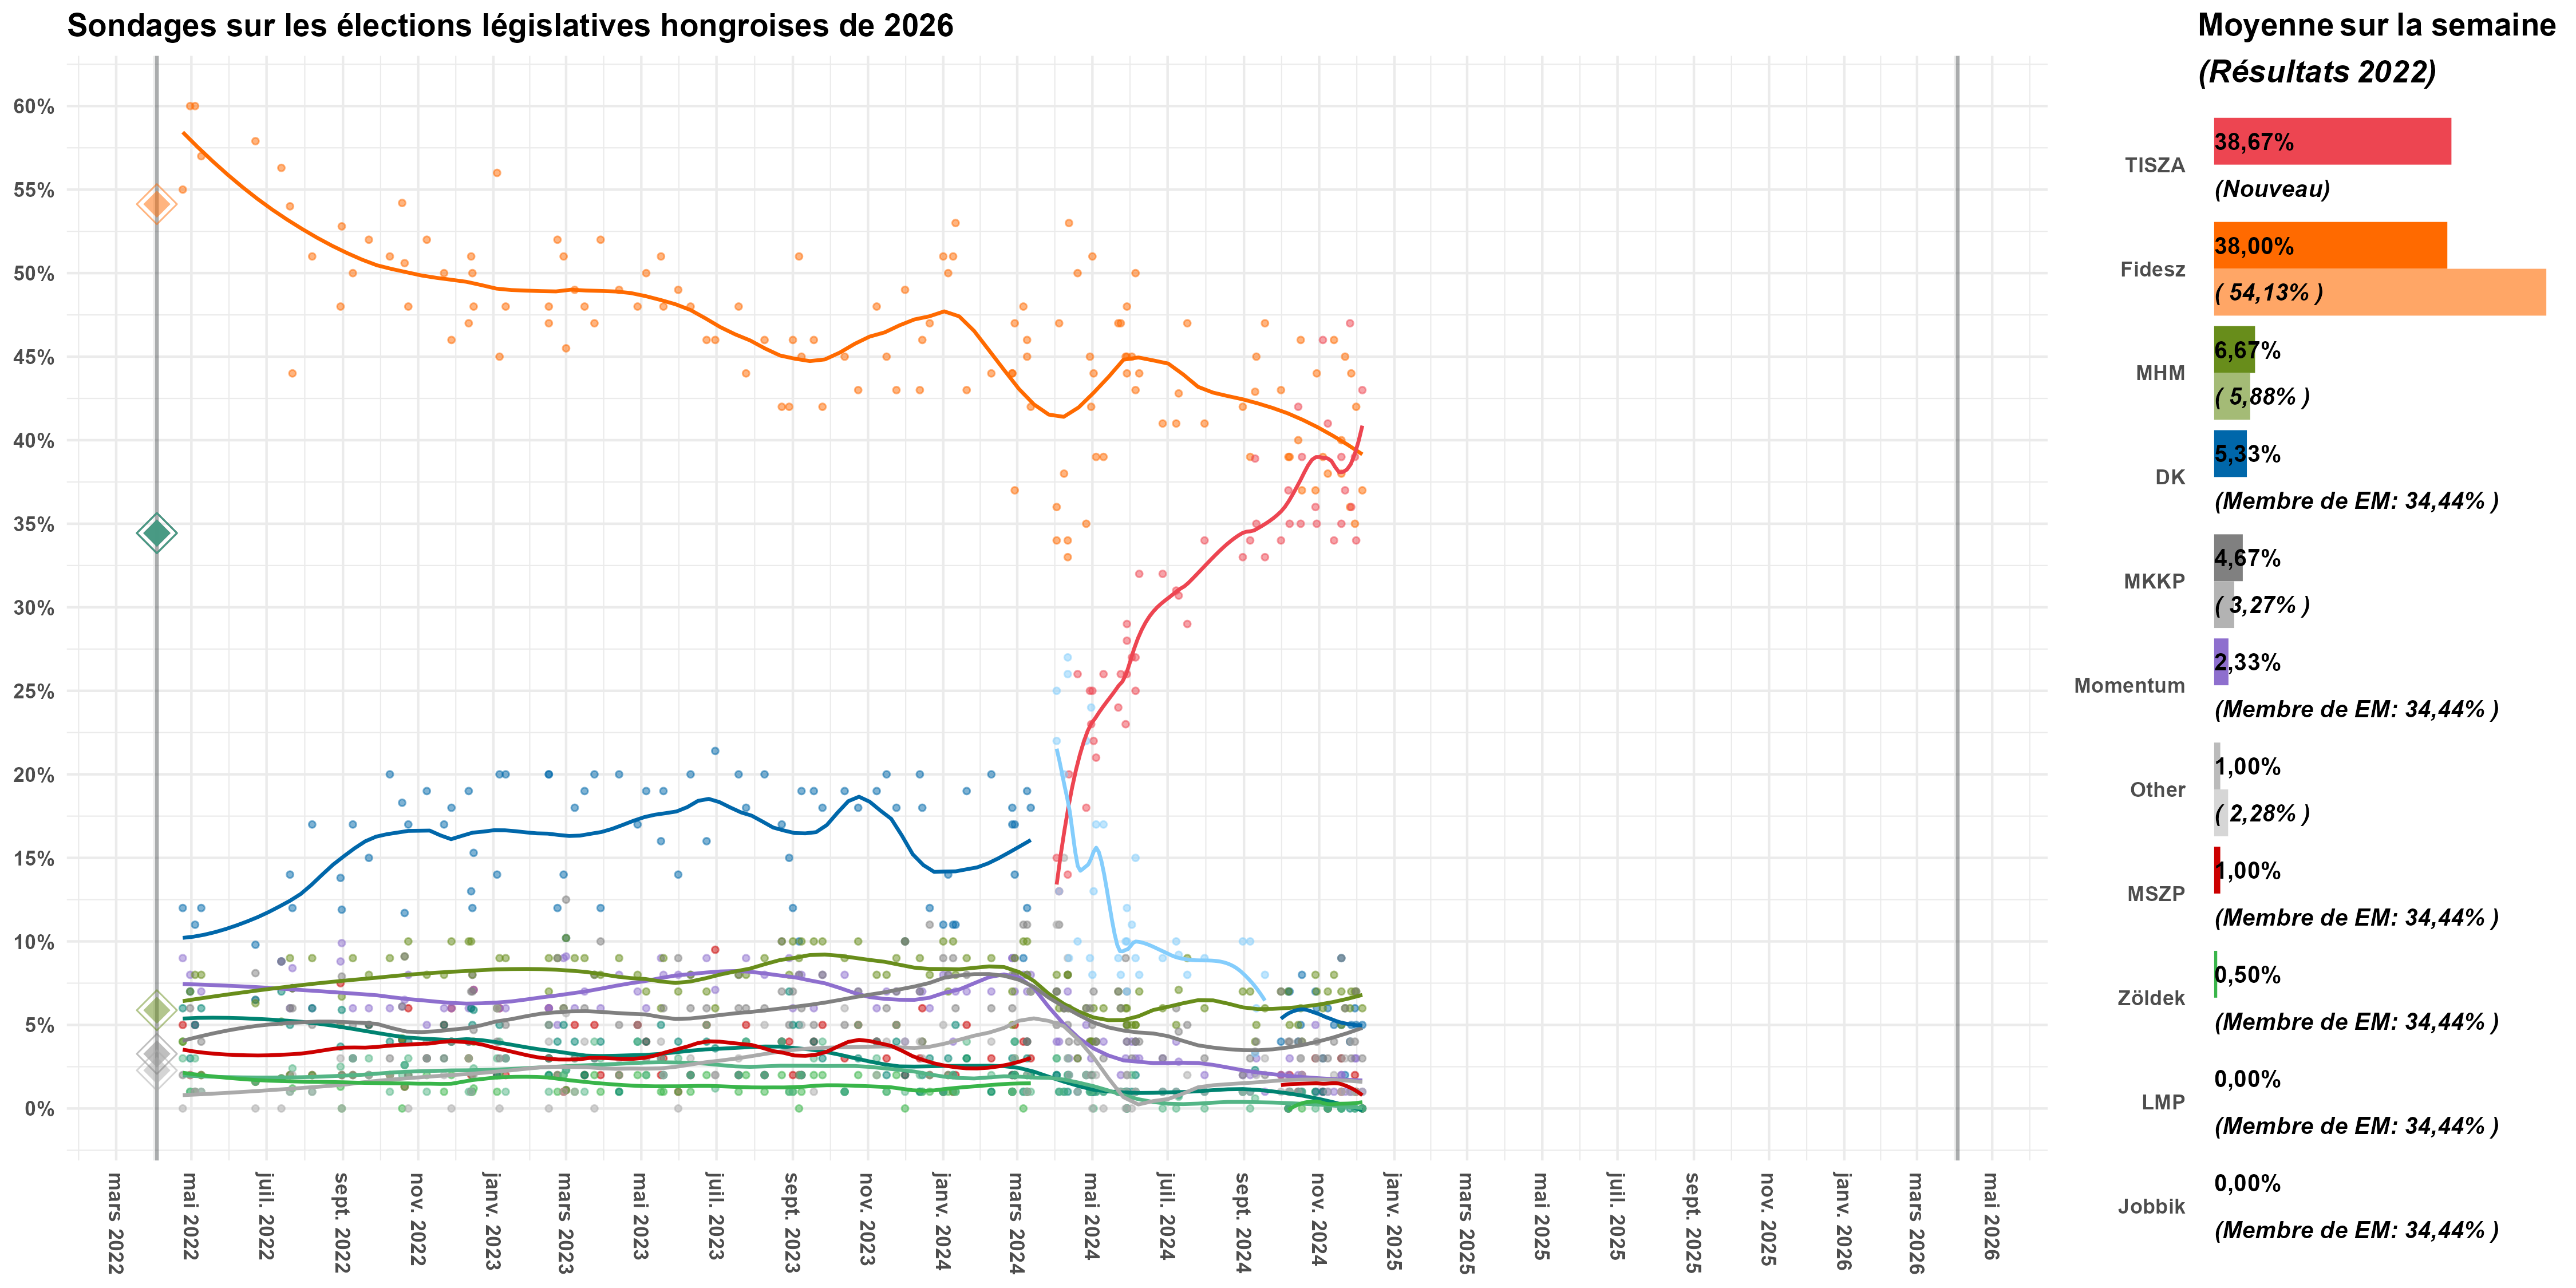 Sondages sur les élections législatives hongroises de 2026
60%
55%
50%
45%
40%
35%
30%
25%
20%
15%
10%
5%
0%
mars 2022
mai 2022
juil. 2022
sept. 2022
nov. 2022
janv. 2023
mars 2023
mai 2023
juil. 2023
sept. 2023
nov. 2023
janv. 2024
mars 2024
mai 2024
juil. 2024
sept. 2024
nov. 2024
janv. 2025
mars 2025
mai 2025
juil. 2025
sept. 2025
nov. 2025
janv. 2026
mars 2026
mai 2026
Moyenne sur la semaine
(Résultats 2022)
TISZA
38,67%
(Nouveau)
Fidesz
38,00%
( 54,13% )
MHM
6,67%
( 5,88% )
DK
5,33%
(Membre de EM: 34,44% )
MKKP
4,67%
( 3,27% )
Momentum
2,33%
(Membre de EM: 34,44% )
Other
1,00%
( 2,28% )
MSZP
1,00%
(Membre de EM: 34,44% )
Zöldek
0,50%
(Membre de EM: 34,44% )
LMP
0,00%
(Membre de EM: 34,44% )
Jobbik
0,00%
(Membre de EM: 34,44% )